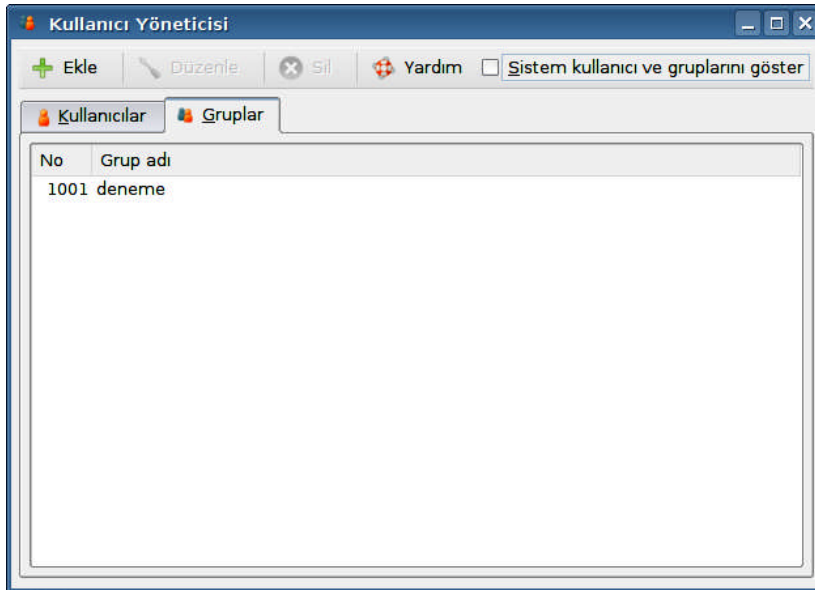 Kullanıcı Yöneticisi
Ekle Düzenle Sil Yardım Sistem kullanıcı ve gruplarını göster
Kullanıcılar Gruplar
No Grup adı
1001 deneme